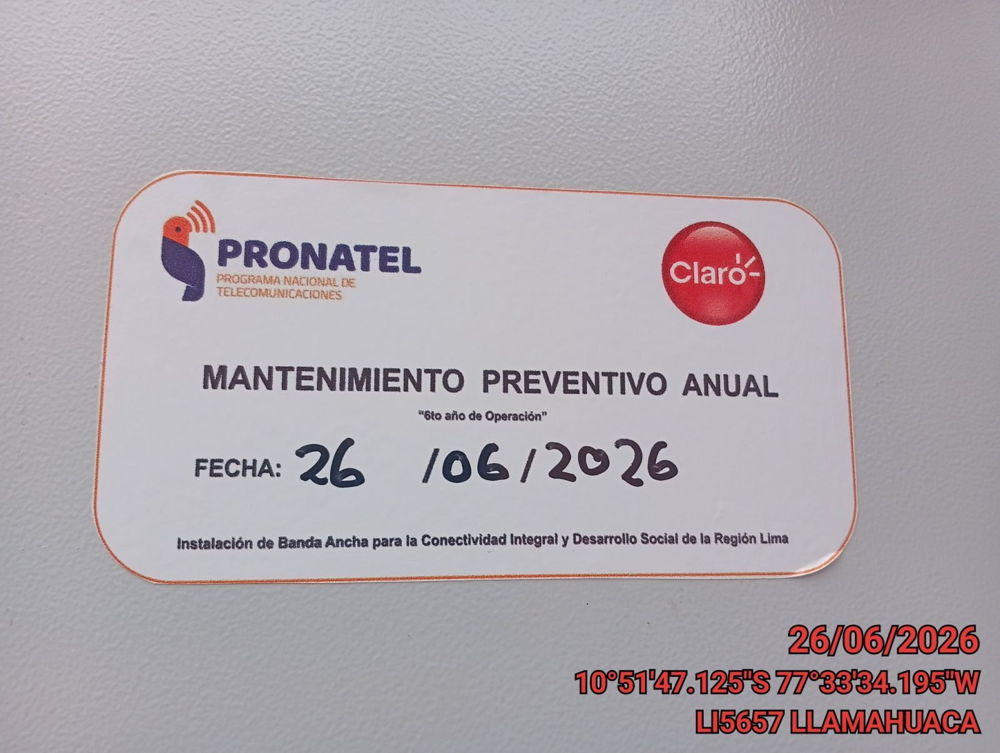 PRONATEL
PROGRAMA NACIONAL DE
TELECOMUNICACIONES
Claro
MANTENIMIENTO PREVENTIVO ANUAL
"6to año de Operación"
FECHA: 26 /06/2026
Instalación de Banda Ancha para la Conectividad Integral y Desarrollo Social de la Región Lima
26/06/2026
10°51'47.125"S 77°33'34.195"W
LI5657 LLAMAHUACA